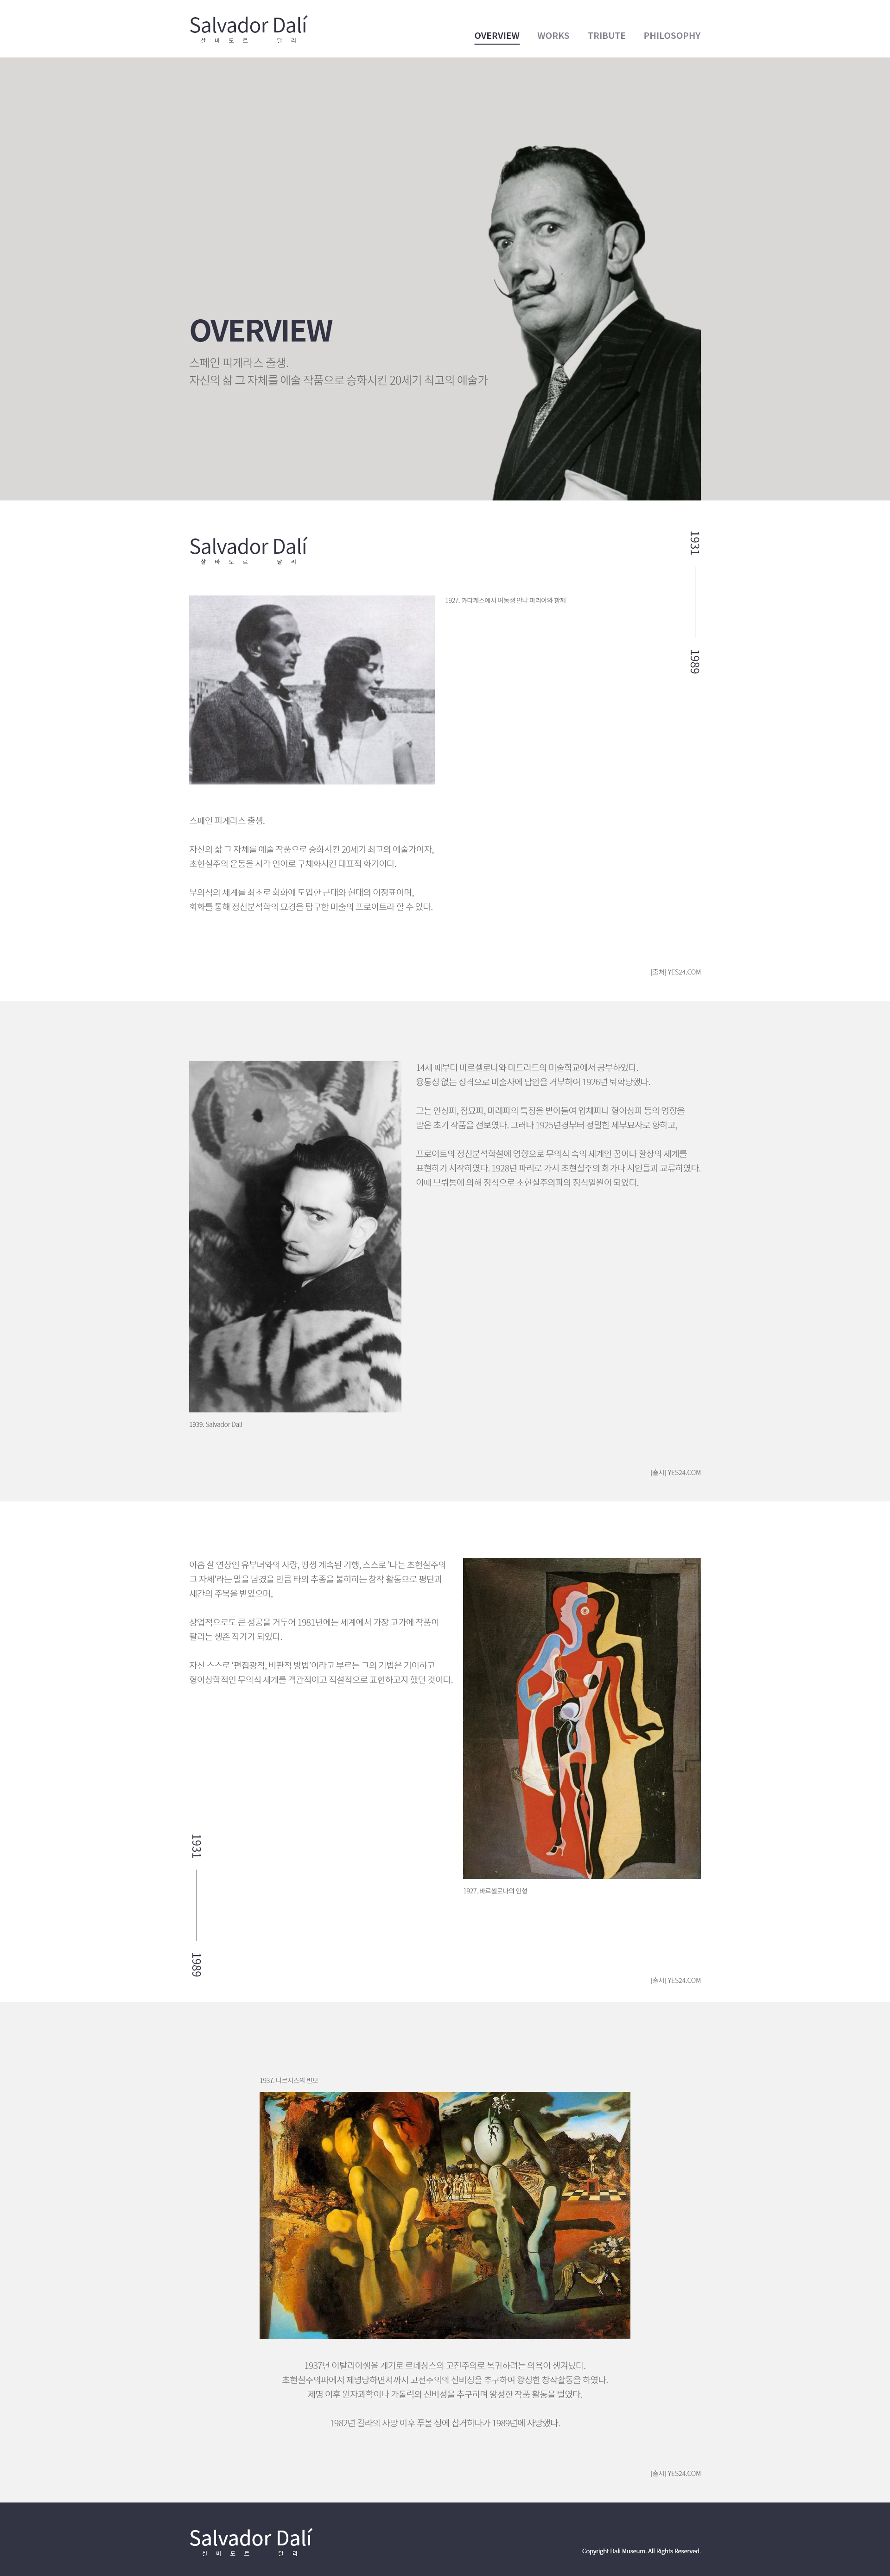 Salvador Dalí
살바도르 달리
OVERVIEW WORKS TRIBUTE PHILOSOPHY
OVERVIEW
스페인 피게라스 출생.
자신의 삶 그 자체를 예술 작품으로 승화시킨 20세기 최고의 예술가
Salvador Dalí
살바도르 달리
1931
1989
1927. 카다케스에서 여동생 안나 마리아와 함께
스페인 피게라스 출생.
자신의 삶 그 자체를 예술 작품으로 승화시킨 20세기 최고의 예술가이자,
초현실주의 운동을 시각 언어로 구체화시킨 대표적 화가이다.
무의식의 세계를 최초로 회화에 도입한 근대와 현대의 이정표이며,
회화를 통해 정신분석학의 묘경을 탐구한 미술의 프로이트라 할 수 있다.
[출처] YES24.COM
14세 때부터 바르셀로나와 마드리드의 미술학교에서 공부하였다.
융통성 없는 성격으로 미술사에 답안을 거부하여 1926년 퇴학당했다.
그는 인상파, 점묘파, 미래파의 특징을 받아들여 입체파나 형이상파 등의 영향을
받은 초기 작품을 선보였다. 그러나 1925년경부터 정밀한 세부묘사로 향하고,
프로이트의 정신분석학설에 영향으로 무의식 속의 세계인 꿈이나 환상의 세계를
표현하기 시작하였다. 1928년 파리로 가서 초현실주의 화가나 시인들과 교류하였다.
이때 브뤼통에 의해 정식으로 초현실주의파의 정식일원이 되었다.
1939. Salvador Dali
[출처] YES24.COM
아홉 살 연상인 유부녀와의 사랑, 평생 계속된 기행, 스스로 '나는 초현실주의
그 자체'라는 말을 남겼을 만큼 타의 추종을 불허하는 창작 활동으로 평단과
세간의 주목을 받았으며,
상업적으로도 큰 성공을 거두어 1981년에는 세계에서 가장 고가에 작품이
팔리는 생존 작가가 되었다.
자신 스스로 '편집광적, 비판적 방법'이라고 부르는 그의 기법은 기이하고
형이상학적인 무의식 세계를 객관적이고 직설적으로 표현하고자 했던 것이다.
1927. 바르셀로나의 인형
1931
1989
[출처] YES24.COM
1937. 나르시스의 변모
1937년 이탈리아행을 계기로 르네상스의 고전주의로 복귀하려는 의욕이 생겨났다.
초현실주의파에서 제명당하면서까지 고전주의의 신비성을 추구하여 왕성한 창작활동을 하였다.
제명 이후 원자과학이나 가톨릭의 신비성을 추구하며 왕성한 작품 활동을 벌였다.
1982년 갈라의 사망 이후 푸볼 성에 칩거하다가 1989년에 사망했다.
[출처] YES24.COM
Salvador Dalí
살바도르 달리
Copyright Dali Museum. All Rights Reserved.